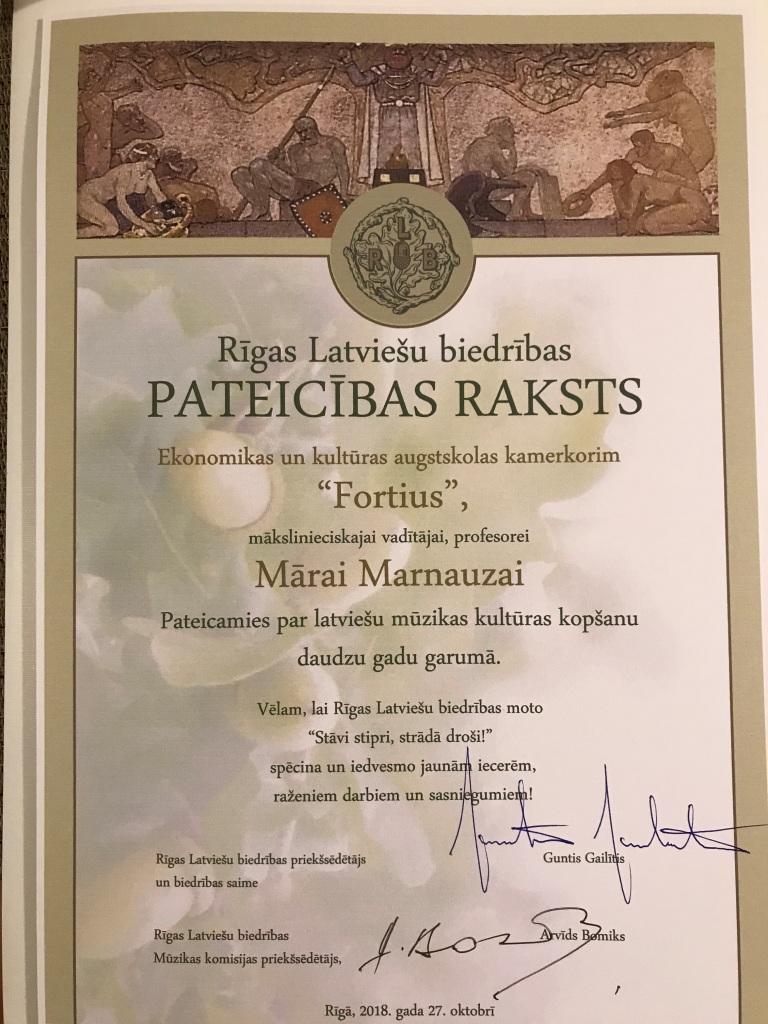 L
R G B
Rīgas Latviešu biedrības
PATEICĪBAS RAKSTS
Ekonomikas un kultūras augstskolas kamerkorim
“Fortius”,
mākslinieciskajai vadītājai, profesorei
Mārai Marnauzai
Pateicamies par latviešu mūzikas kultūras kopšanu
daudzu gadu garumā.
Vēlam, lai Rīgas Latviešu biedrības moto
“Stāvi stipri, strādā droši!”
spēcina un iedvesmo jaunām iecerēm,
raženiem darbiem un sasniegumiem!
Rīgas Latviešu biedrības priekšsēdētājs
un biedrības saime
Guntis Gailītis
Rīgas Latviešu biedrības
Mūzikas komisijas priekšsēdētājs,
Arvīds Bomiks
Rīgā, 2018. gada 27. oktobrī